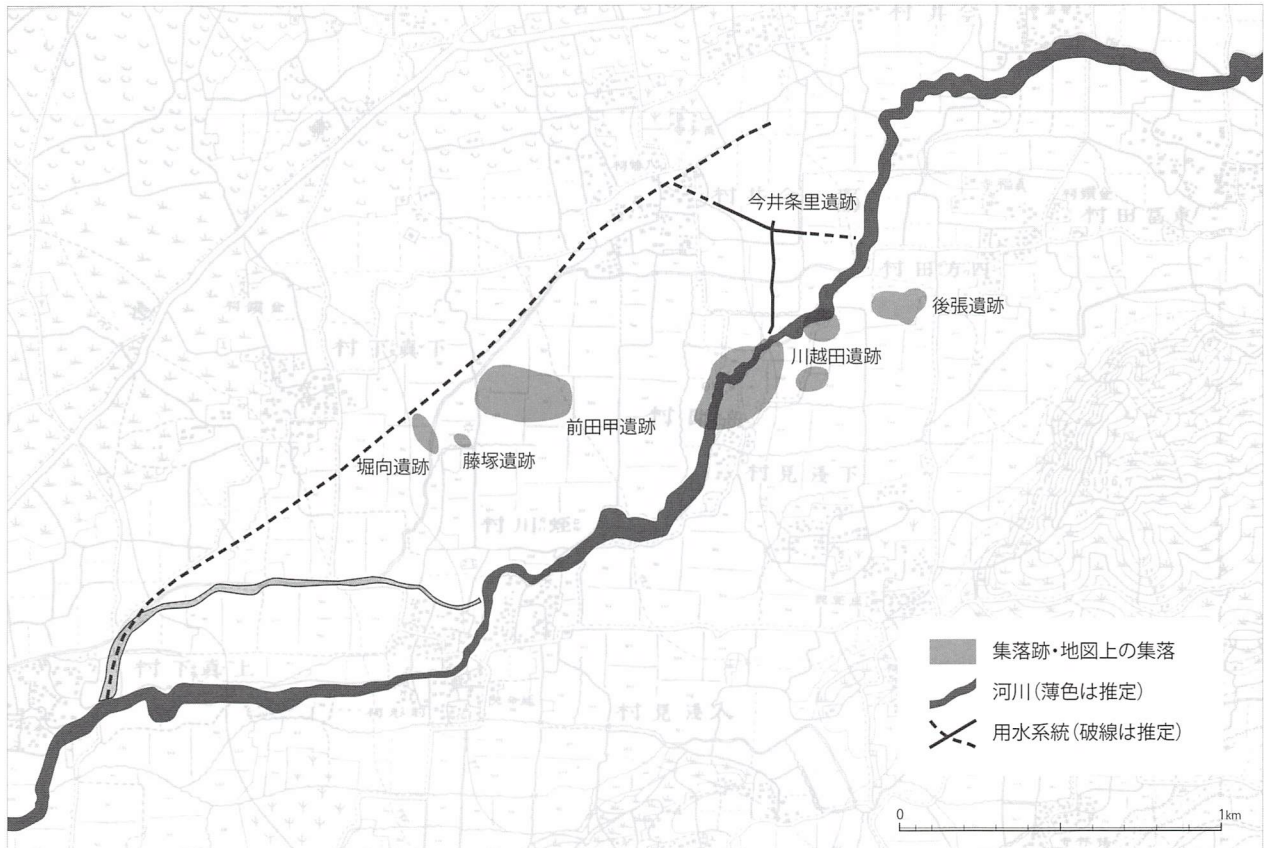 今井条里遺跡
後張遺跡
川越田遺跡
前田甲遺跡
堀向遺跡
藤塚遺跡
集落跡・地図上の集落
河川(薄色は推定)
用水系統(破線は推定)
0 1km